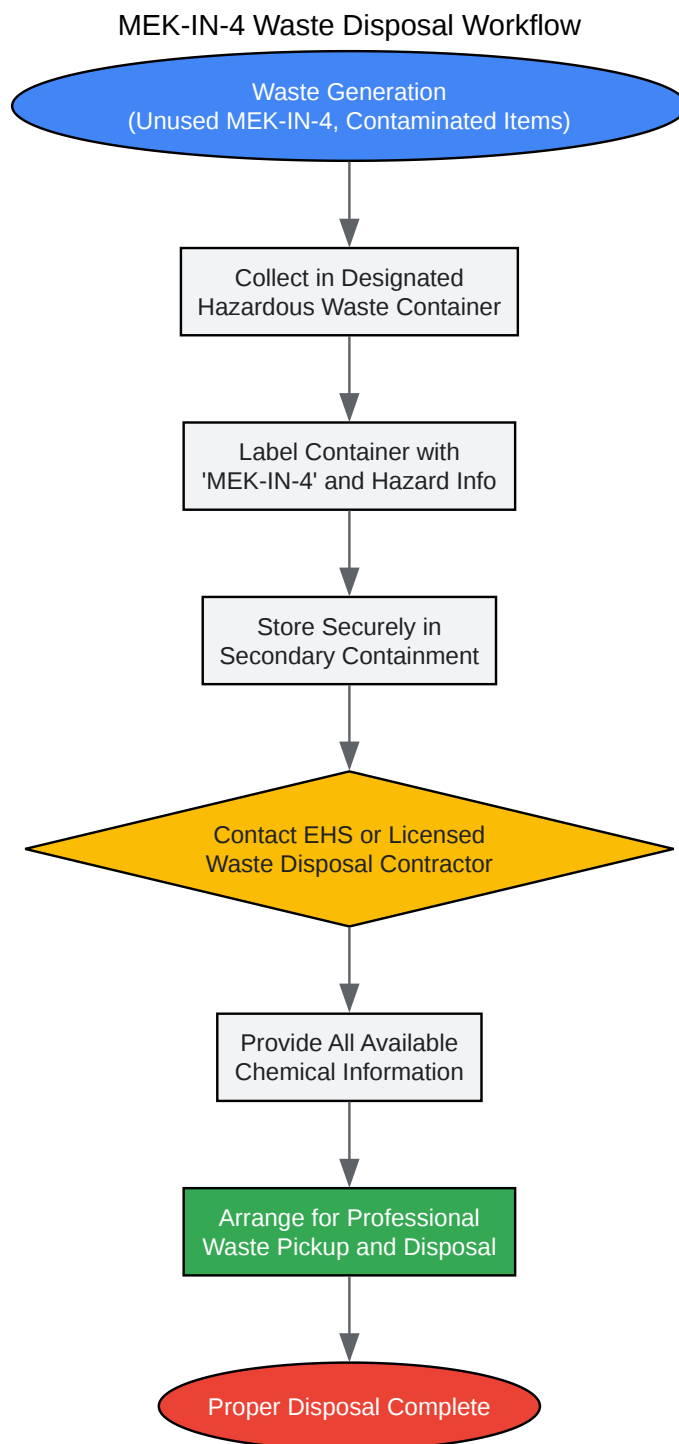 MEK-IN-4 Waste Disposal Workflow
Waste Generation
(Unused MEK-IN-4, Contaminated Items)
Collect in Designated
Hazardous Waste Container
Label Container with
'MEK-IN-4' and Hazard Info
Store Securely in
Secondary Containment
Contact EHS or Licensed
Waste Disposal Contractor
Provide All Available
Chemical Information
Arrange for Professional
Waste Pickup and Disposal
Proper Disposal Complete